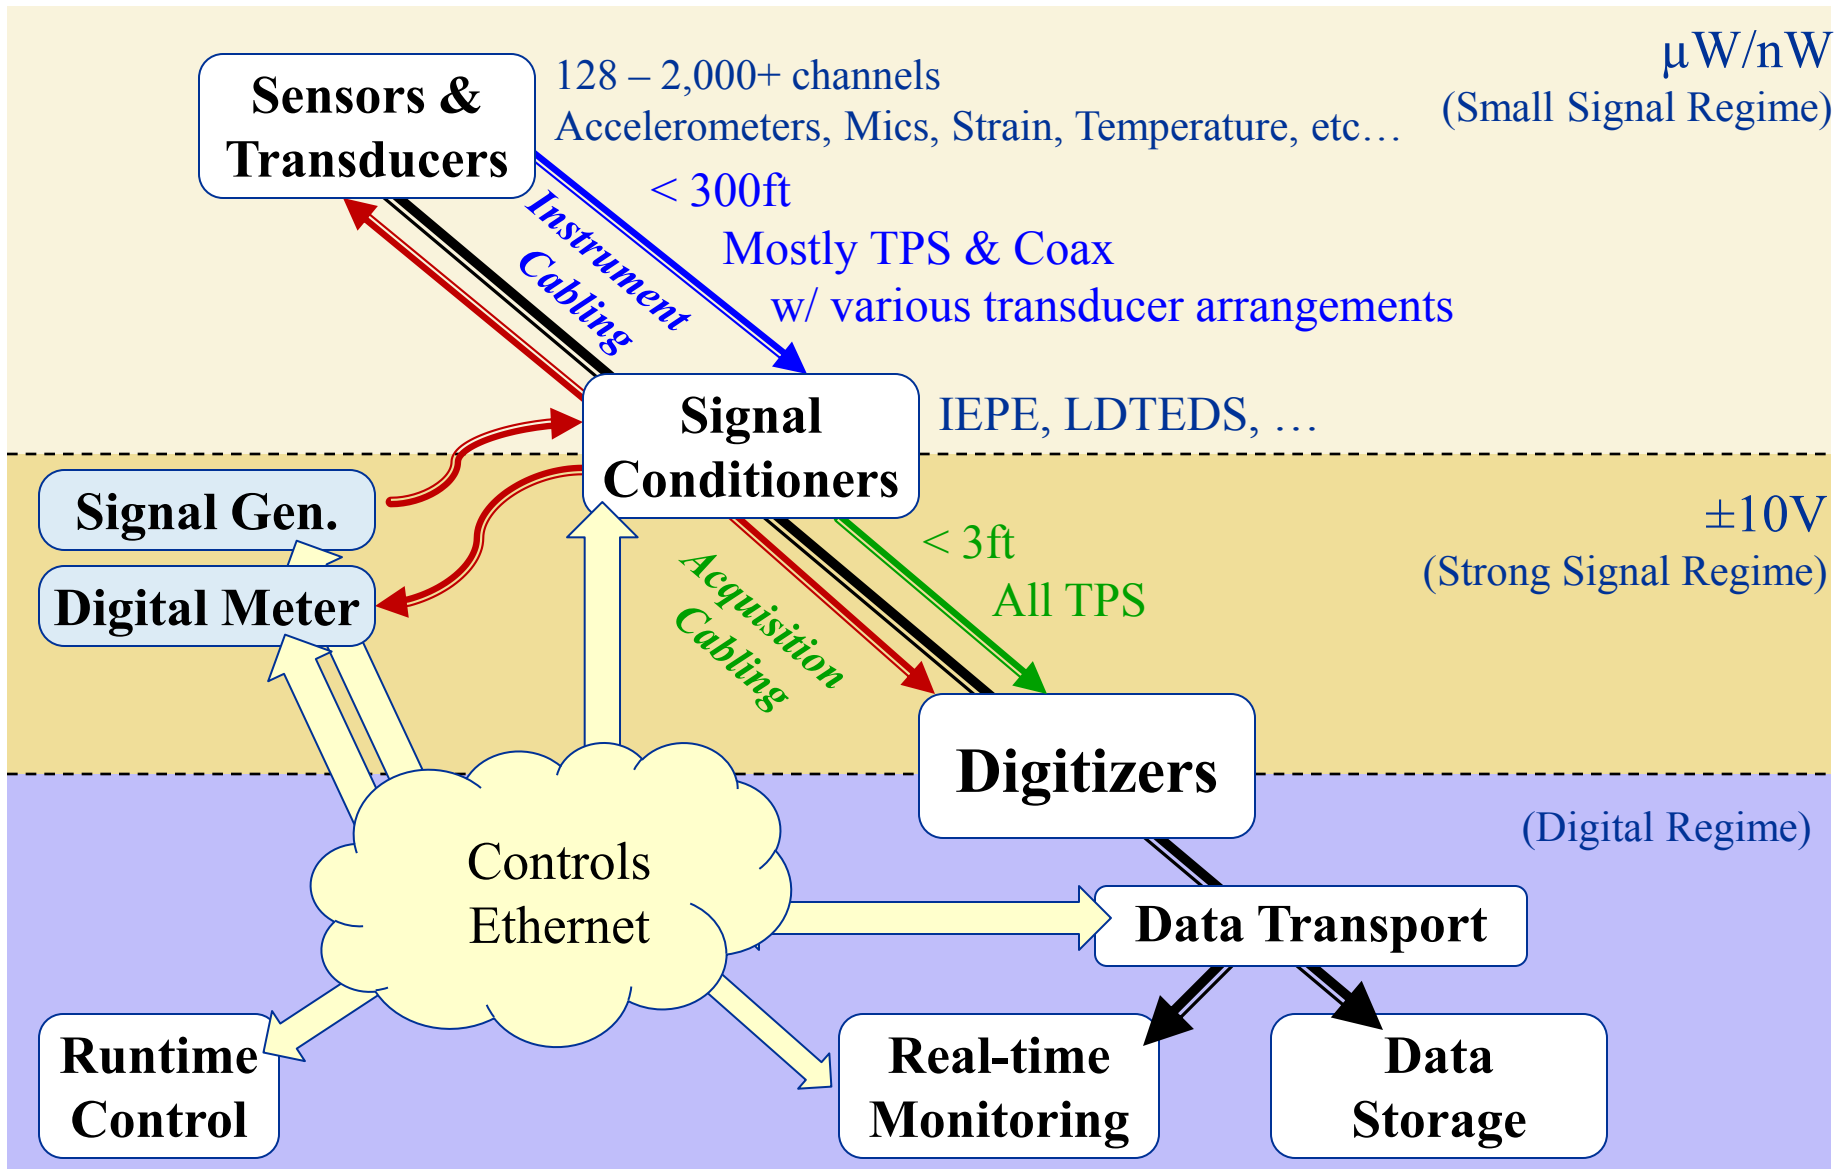 Sensors &
Transducers
128 – 2,000+ channels
Accelerometers, Mics, Strain, Temperature, etc…
µW/nW
(Small Signal Regime)
< 300ft
Mostly TPS & Coax
w/ various transducer arrangements
Instrument
Cabling
Signal
Conditioners
IEPE, LDTEDS, …
Signal Gen.
Digital Meter
±10V
(Strong Signal Regime)
< 3ft
All TPS
Acquisition
Cabling
Digitizers
(Digital Regime)
Controls
Ethernet
Data Transport
Runtime
Control
Real-time
Monitoring
Data
Storage